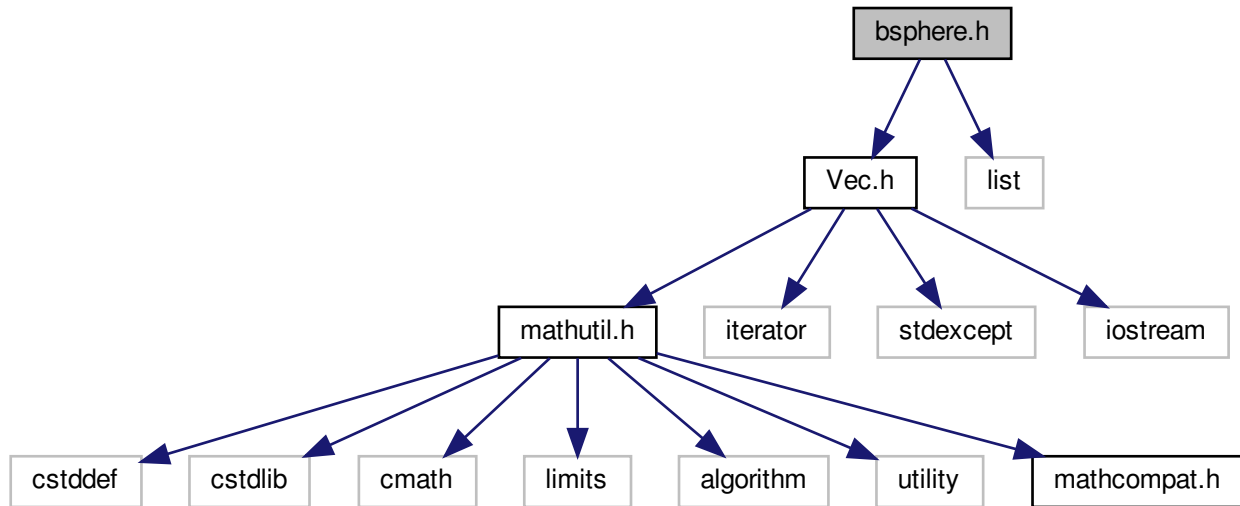 bsphere.h
Vec.h
list
mathutil.h
iterator
stdexcept
iostream
cstddef
cstdlib
cmath
limits
algorithm
utility
mathcompat.h